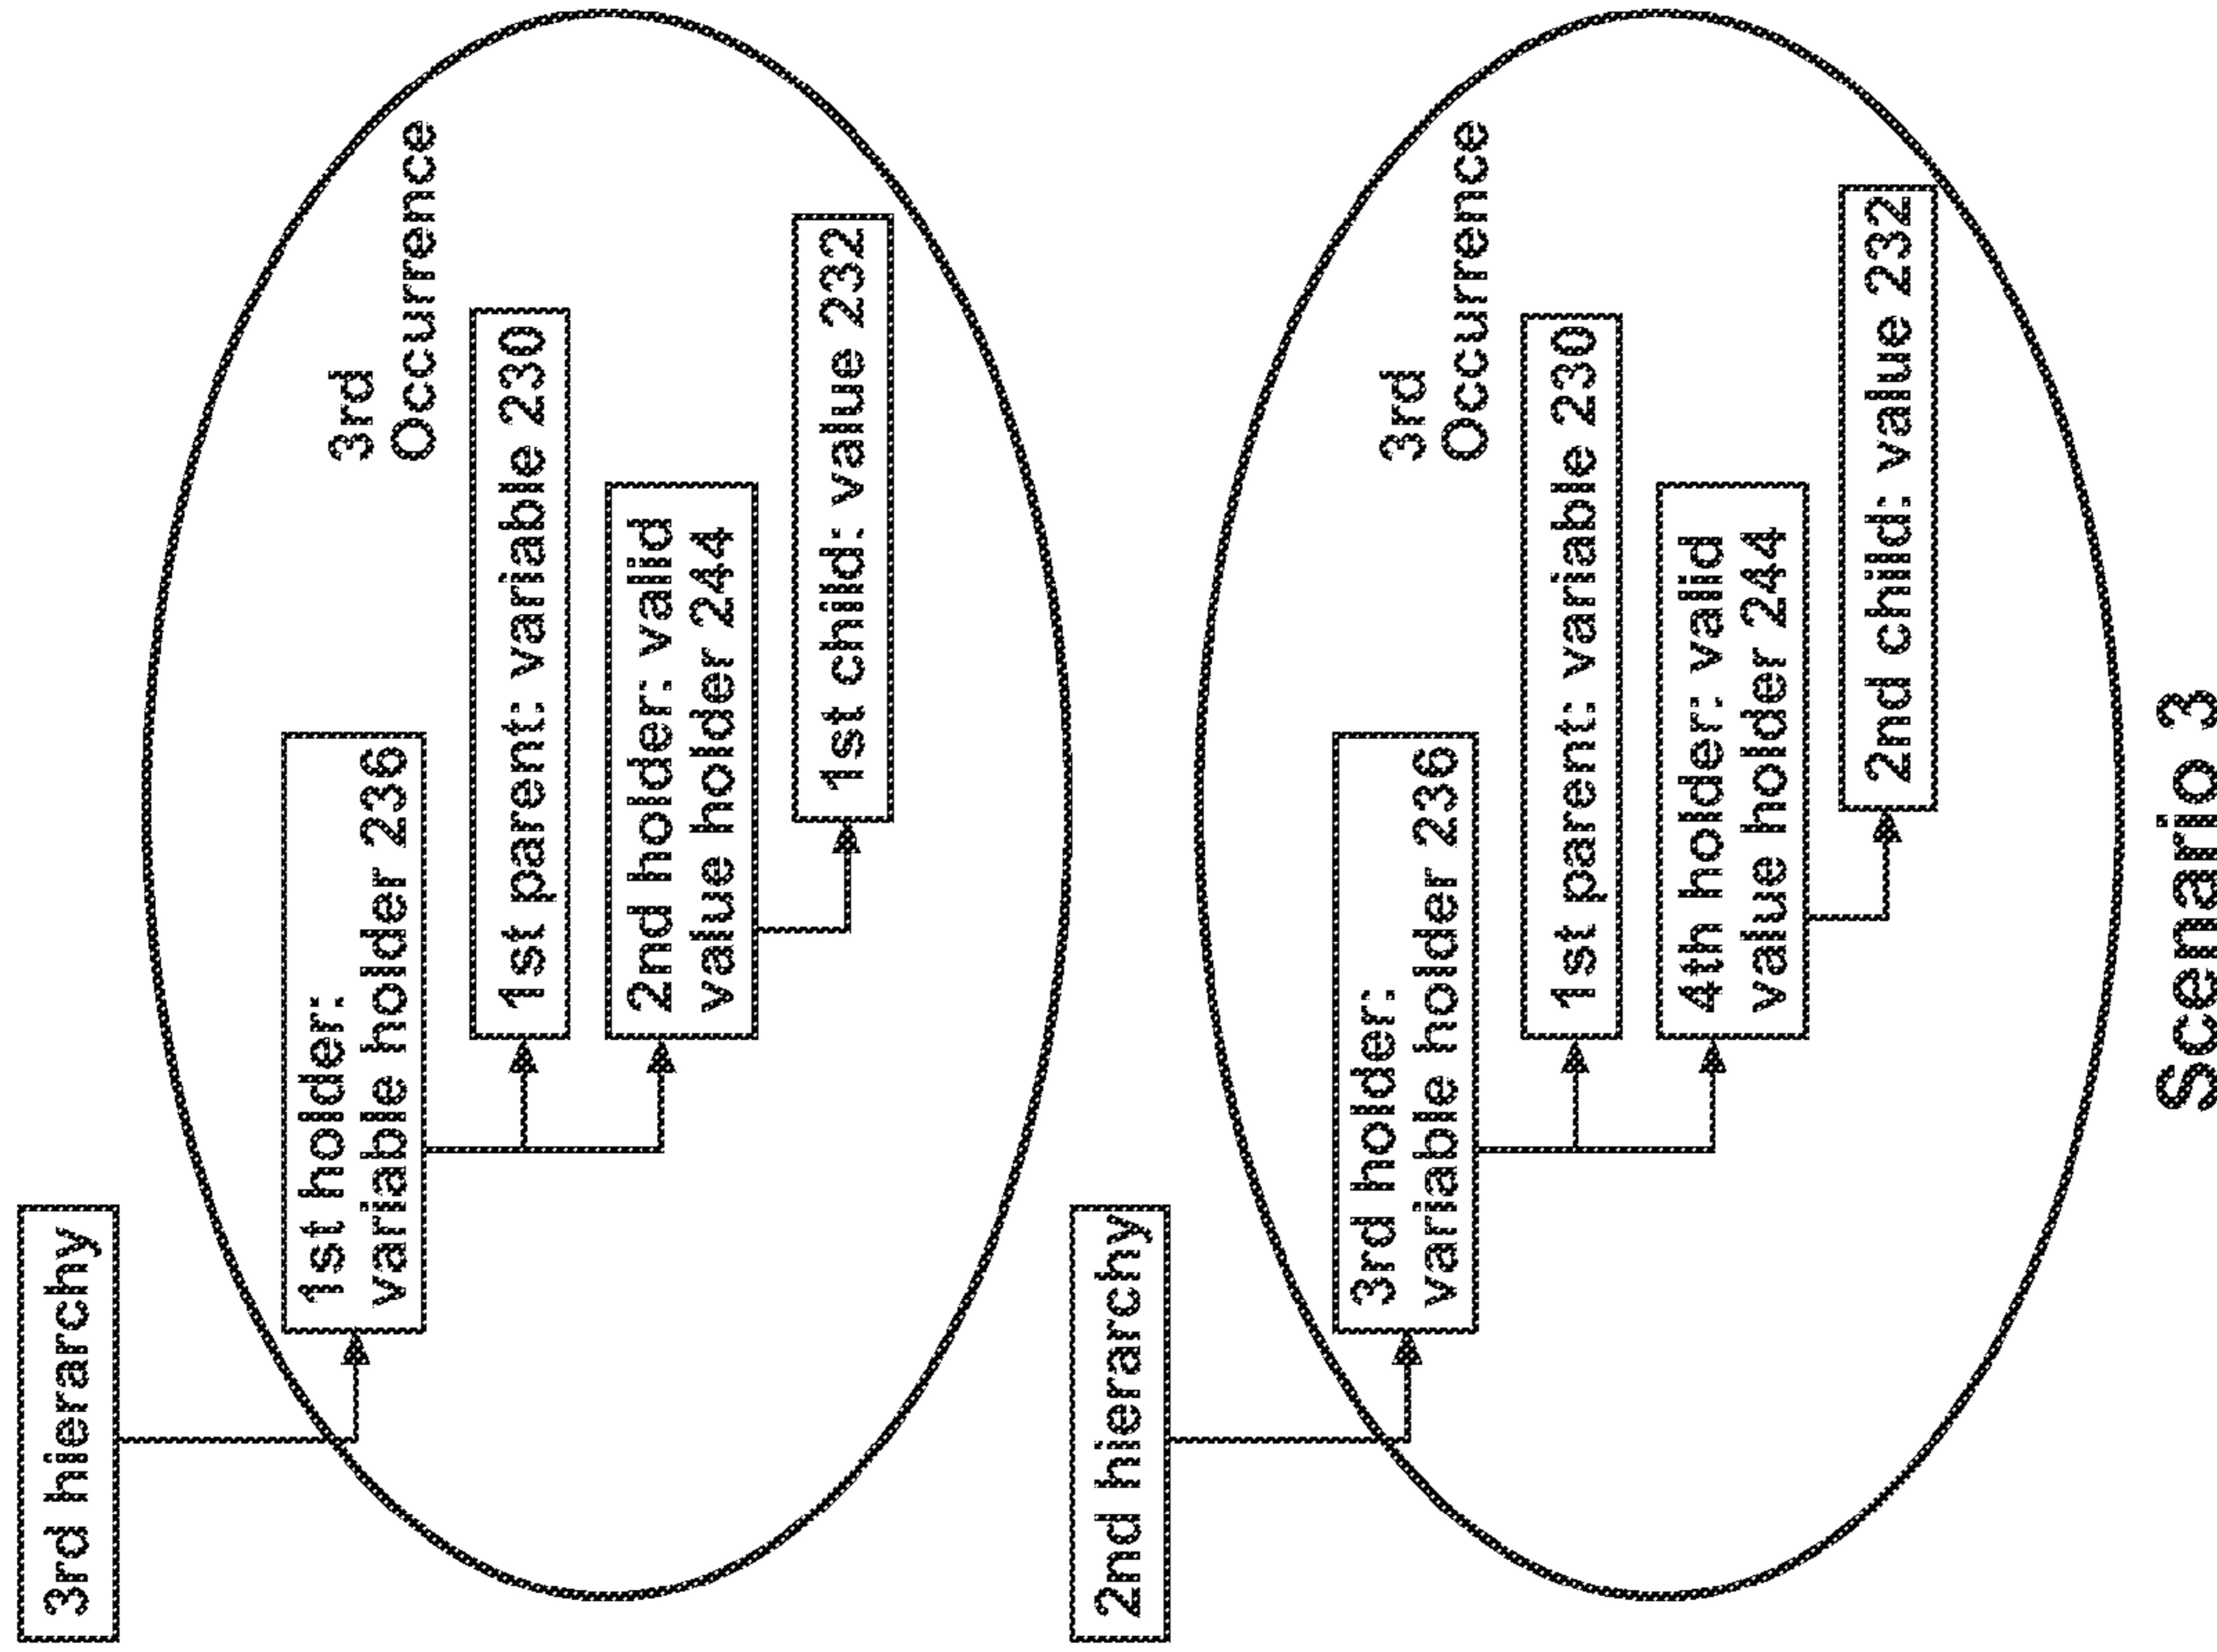 3rd hierarchy
1st holder:
variable holder 236
3rd
Occurrence
1st parent: variable 230
2nd holder: valid
value holder 244
1st child: value 232
2nd hierarchy
3rd holder:
variable holder 236
3rd
Occurrence
1st parent: variable 230
4th holder: valid
value holder 244
2nd child: value 232
Scenario 3